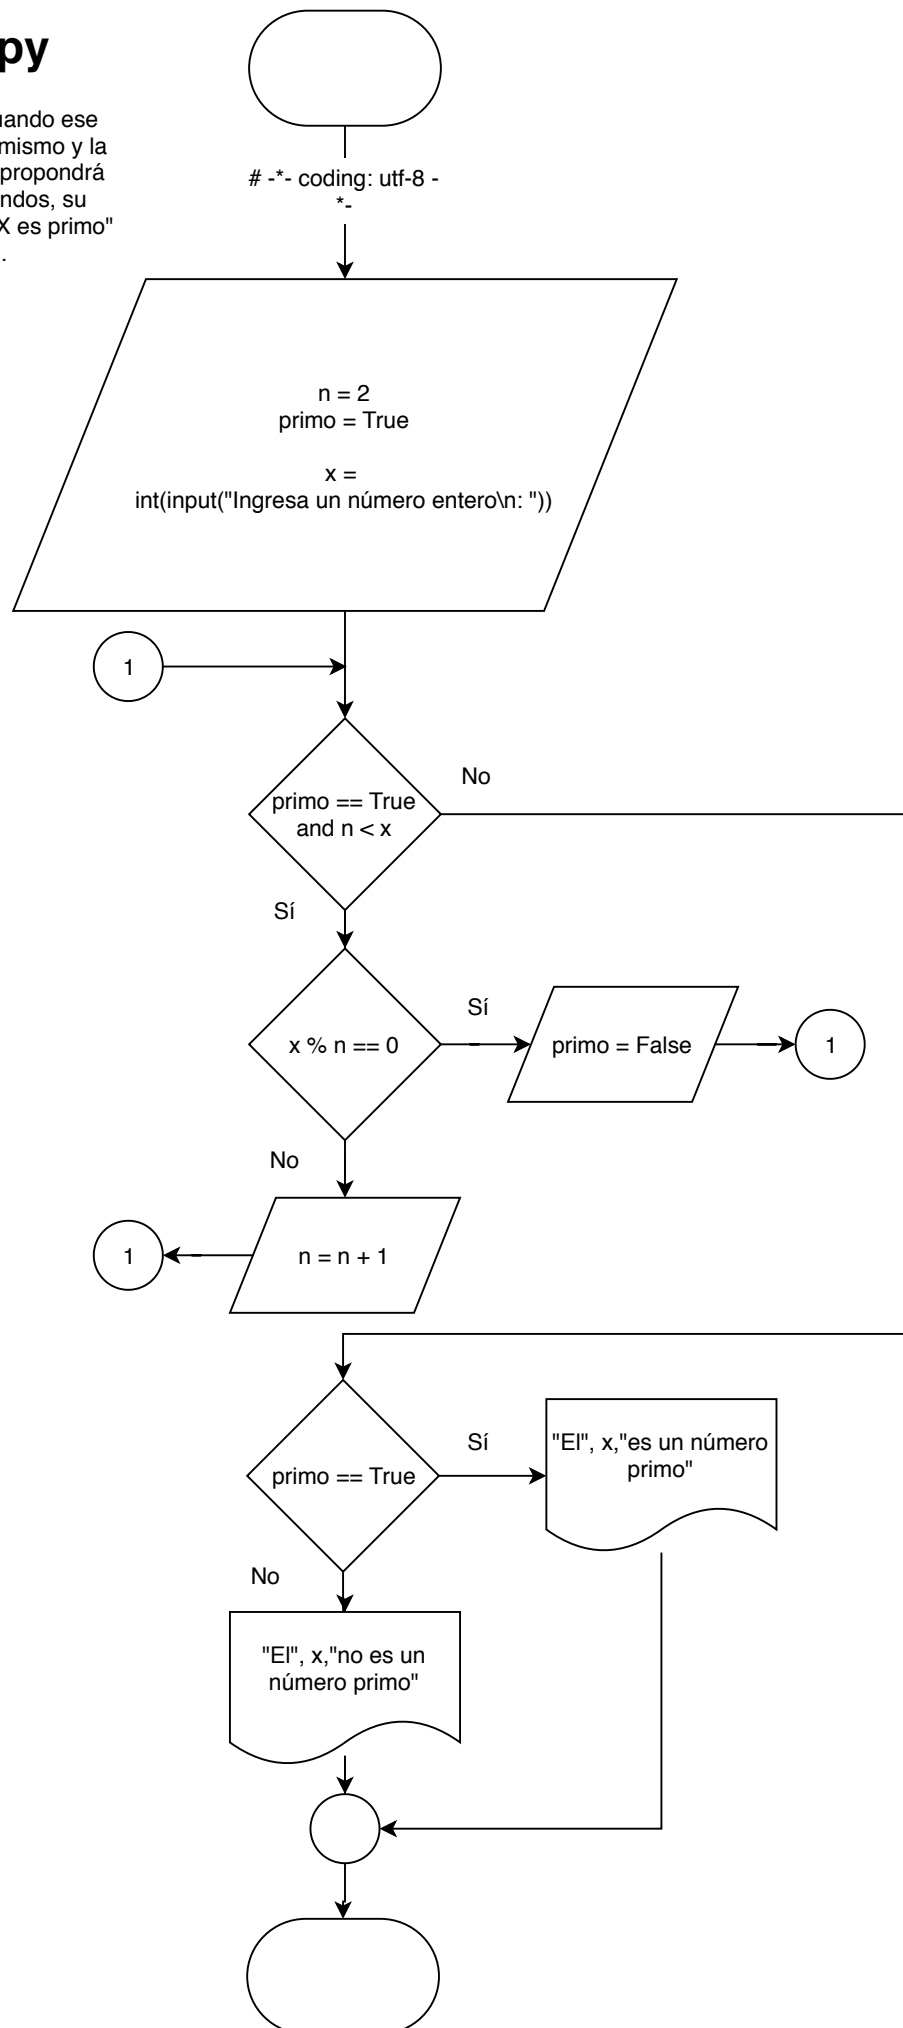 py
ando ese
mismo y la
propondrá
ndos, su
X es primo"
.
# -*- coding: utf-8 -
*-
n = 2
primo = True
x =
int(input("Ingresa un número entero\n: "))
1
primo == True
and n < x
No
Sí
x % n == 0
Sí
primo = False
1
No
n = n + 1
1
primo == True
Sí
"El", x,"es un número
primo"
No
"El", x,"no es un
número primo"